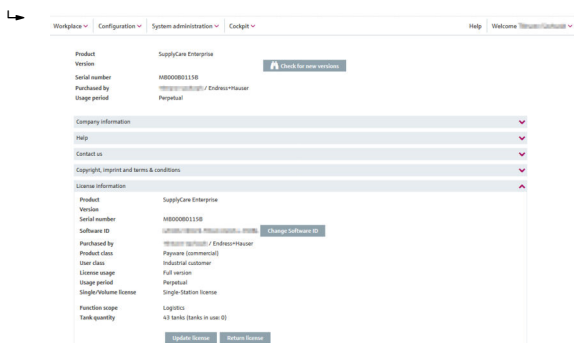 Workplace Configuration System administration Cockpit Help Welcome
Product SupplyCare Enterprise
Version Check for new versions
Serial number M8000B0115B
Purchased by / Endress+Hauser
Usage period Perpetual
Company information
Help
Contact us
Copyright, imprint and terms & conditions
License information
Product SupplyCare Enterprise
Version
Serial number M8000B0115B
Software ID Change Software ID
Purchased by / Endress+Hauser
Product class Payware (commercial)
User class Industrial customer
License usage Full version
Usage period Perpetual
Single/Volume license Single-Station license
Function scope Logistics
Tank quantity 43 tanks (tanks in use: 0)
Update license Return license